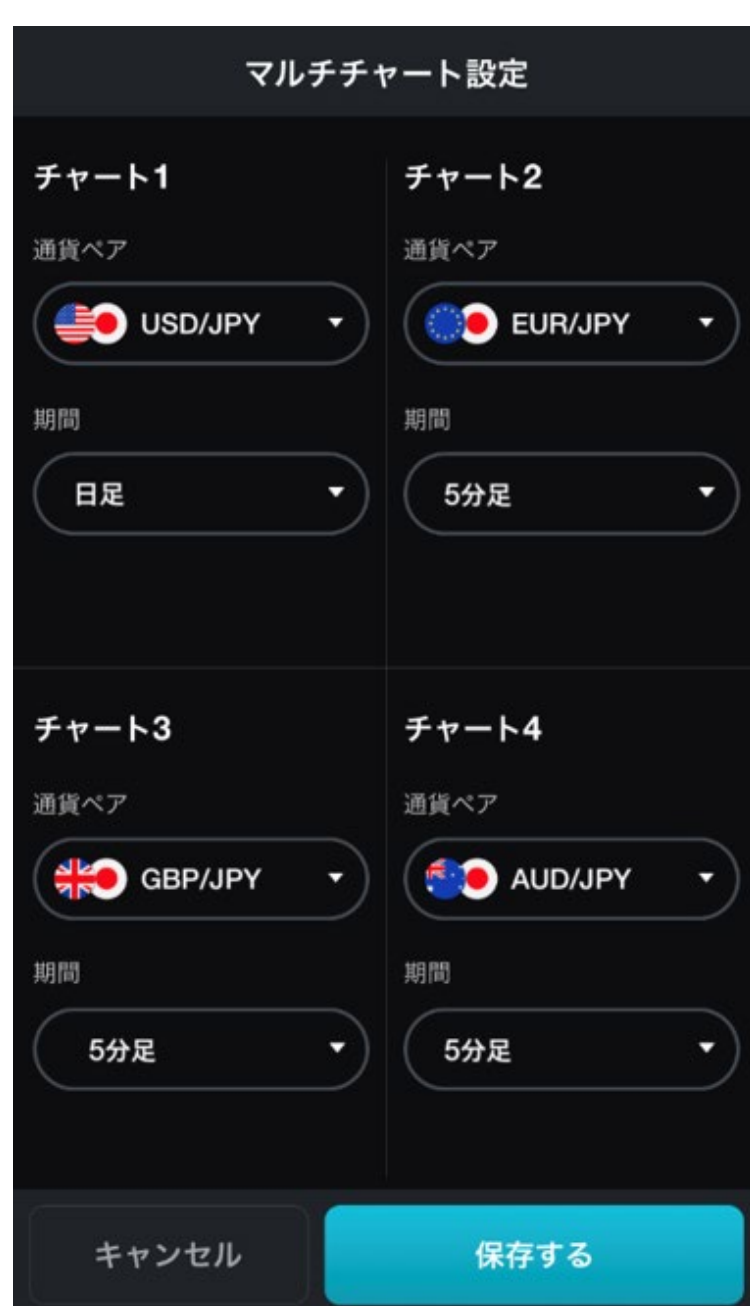 マルチチャート設定
チャート1
通貨ペア
USD/JPY
期間
日足
チャート2
通貨ペア
EUR/JPY
期間
5分足
チャート3
通貨ペア
GBP/JPY
期間
5分足
チャート4
通貨ペア
AUD/JPY
期間
5分足
キャンセル
保存する